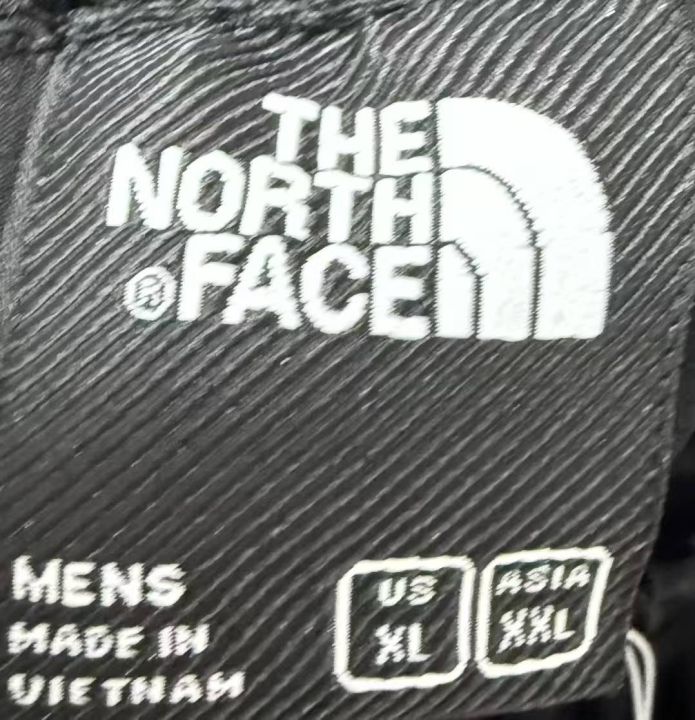 THE
NORTH
®FACE
MENS
MADE IN
VIETNAM
US
XL
ASIA
XXL